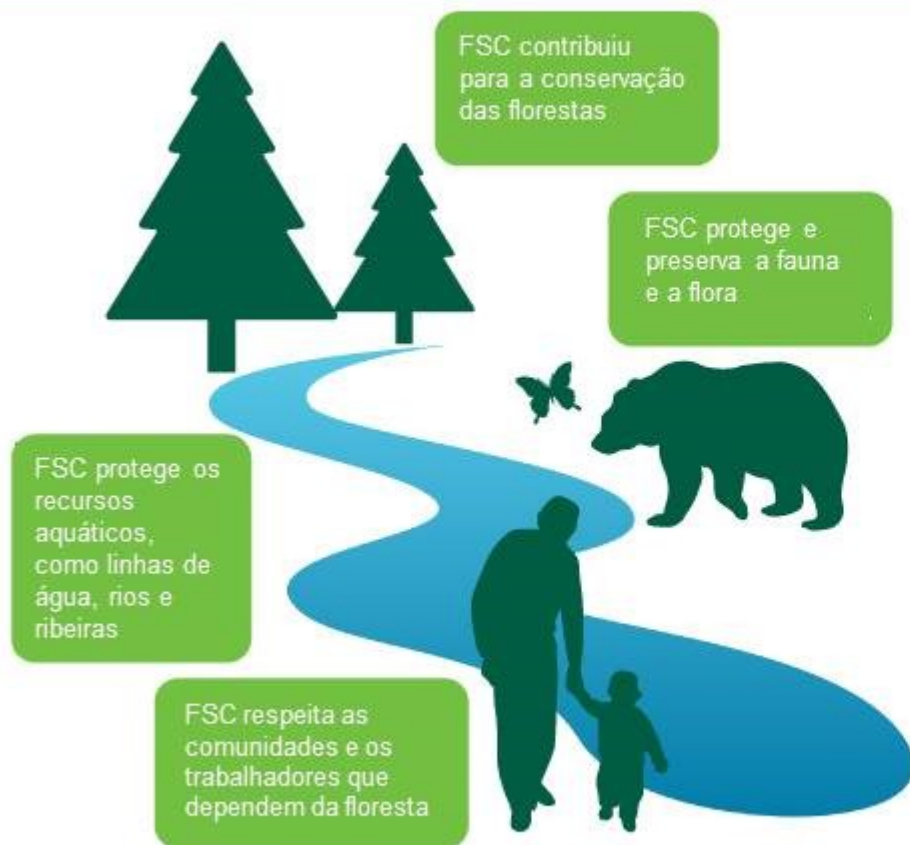 FSC contribuiu
para a conservação
das florestas
FSC protege e
preserva a fauna
e a flora
FSC protege os
recursos
aquáticos,
como linhas de
água, rios e
ribeiras
FSC respeita as
comunidades e os
trabalhadores que
dependem da floresta